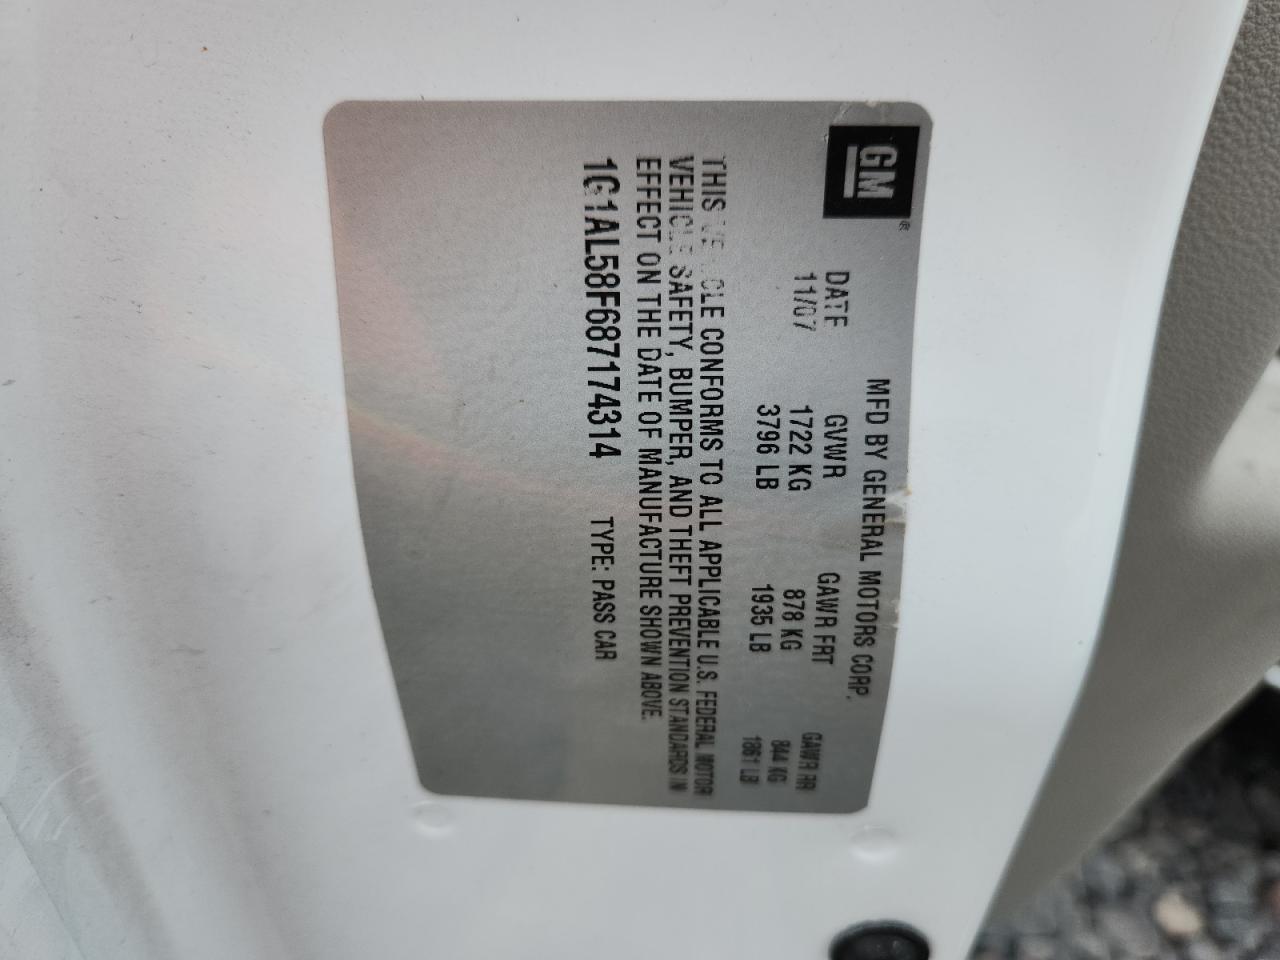 GM ®
MFD BY GENERAL MOTORS CORP.
DATE GVWR GAWR FRT GAWR RR
11/07 1722 KG 878 KG 844 KG
3796 LB 1935 LB 1861 LB
THIS VEHICLE CONFORMS TO ALL APPLICABLE U.S. FEDERAL MOTOR
VEHICLE SAFETY, BUMPER, AND THEFT PREVENTION STANDARDS IN
EFFECT ON THE DATE OF MANUFACTURE SHOWN ABOVE.
1G1AL58F687174314 TYPE: PASS CAR